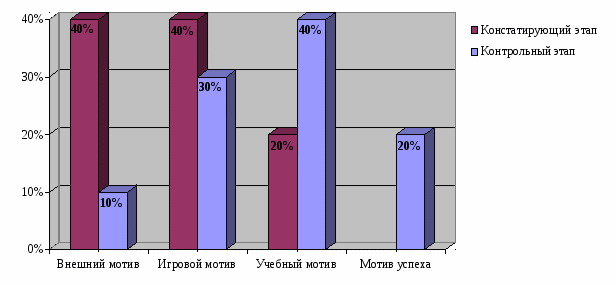 40%
30%
20%
10%
0%
40%
10%
40%
30%
20%
40%
20%
Внешний мотив
Игровой мотив
Учебный мотив
Мотив успеха
Констатирующий этап
Контрольный этап